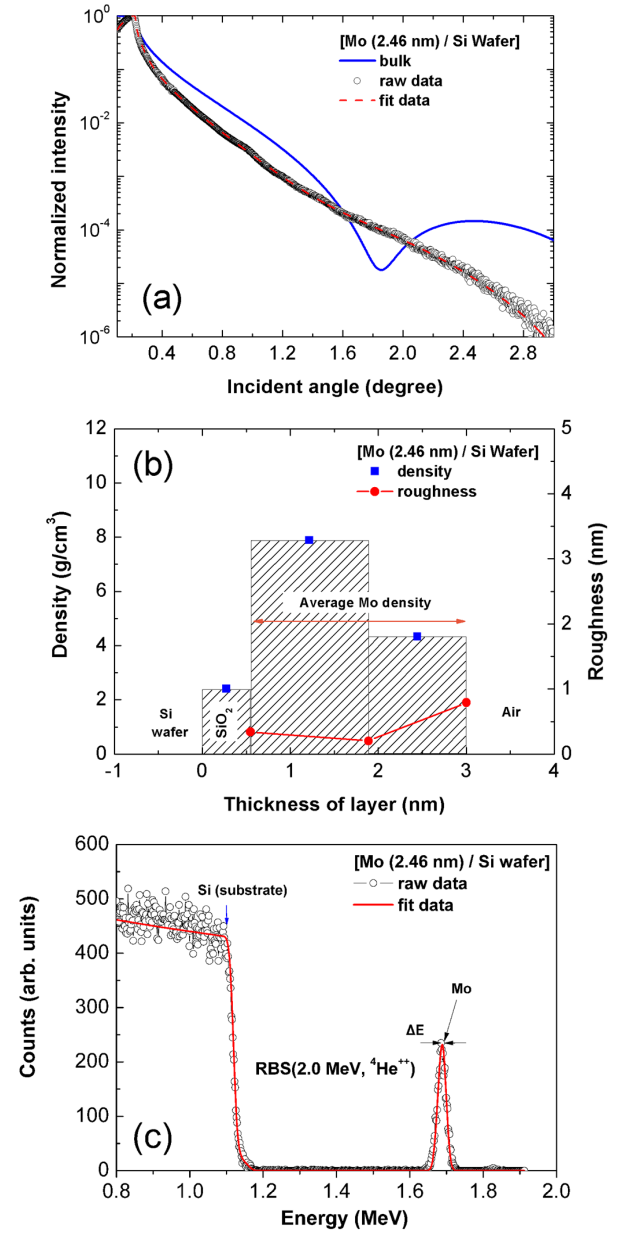 [Mo (2.46 nm) / Si Wafer]
bulk
raw data
fit data
Normalized intensity
10^0
10^-2
10^-4
10^-6
(a)
0.4 0.8 1.2 1.6 2.0 2.4 2.8
Incident angle (degree)
(b)
[Mo (2.46 nm) / Si Wafer]
density
roughness
Density (g/cm^3)
12
10
8
6
4
2
0
Roughness (nm)
5
4
3
2
1
0
Average Mo density
Si
wafer
SiO_2
Air
-1 0 1 2 3 4
Thickness of layer (nm)
[Mo (2.46 nm) / Si wafer]
raw data
fit data
Counts (arb. units)
600
500
400
300
200
100
0
Si (substrate)
Mo
ΔE
RBS(2.0 MeV, ^4He^++)
(c)
0.8 1.0 1.2 1.4 1.6 1.8 2.0
Energy (MeV)